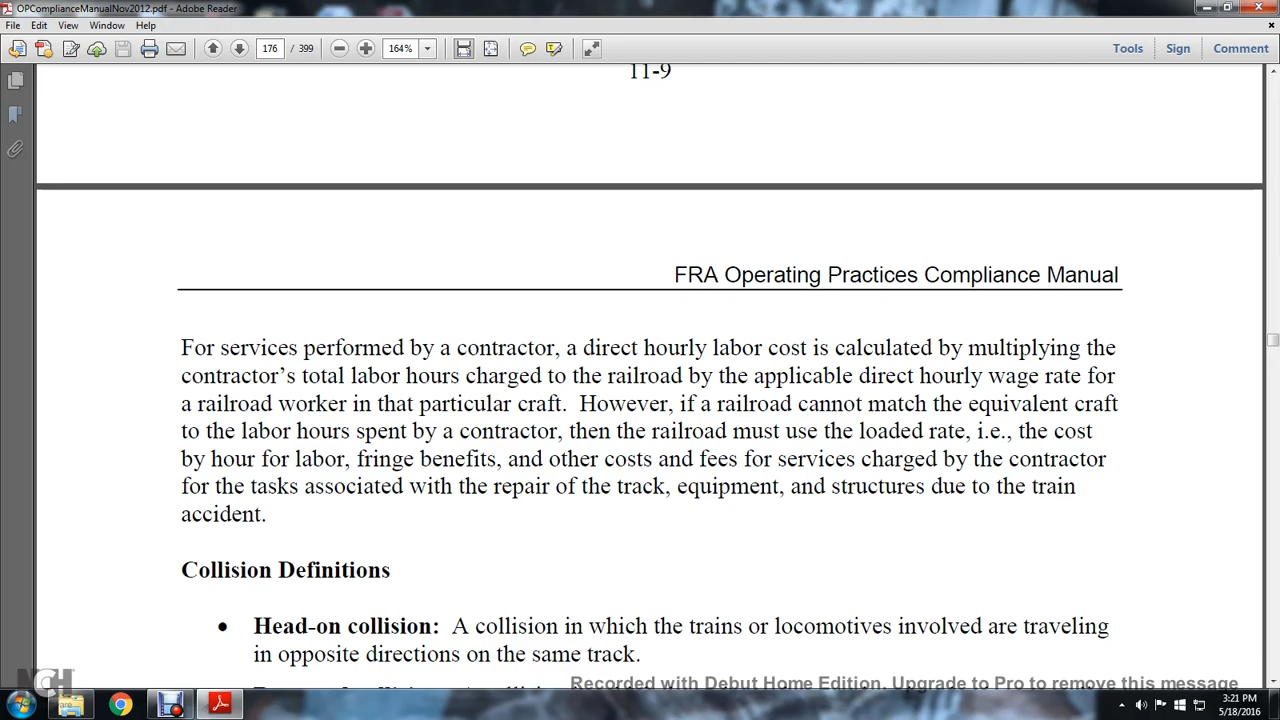 OPComplianceManualNov2012.pdf - Adobe Reader
File Edit View Window Help
176 / 399 164% Tools Sign Comment
11-9
FRA Operating Practices Compliance Manual
For services performed by a contractor, a direct hourly labor cost is calculated by multiplying the
contractor's total labor hours charged to the railroad by the applicable direct hourly wage rate for
a railroad worker in that particular craft.  However, if a railroad cannot match the equivalent craft
to the labor hours spent by a contractor, then the railroad must use the loaded rate, i.e., the cost
by hour for labor, fringe benefits, and other costs and fees for services charged by the contractor
for the tasks associated with the repair of the track, equipment, and structures due to the train
accident.
Collision Definitions
• Head-on collision:  A collision in which the trains or locomotives involved are traveling
in opposite directions on the same track.
NCH
Recorded with Debut Home Edition. Upgrade to Pro to remove this message
3:21 PM
5/18/2016